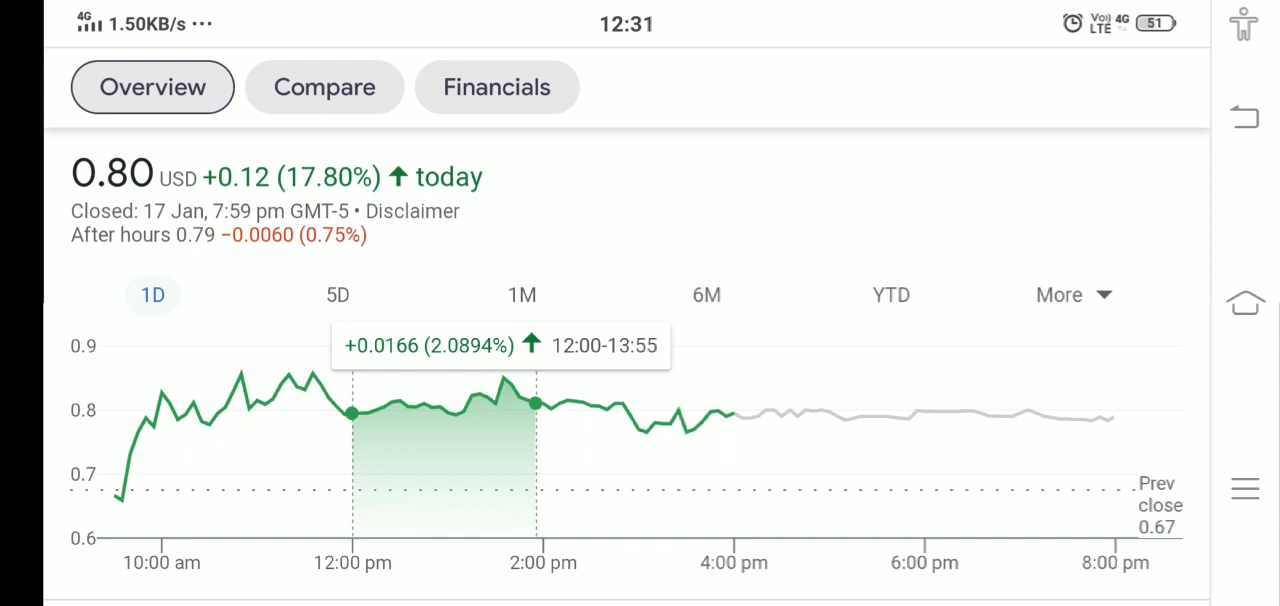 4G 1.50KB/s ··· 12:31 Vo)) LTE 4G 51
Overview Compare Financials
0.80 USD +0.12 (17.80%) ↑ today
Closed: 17 Jan, 7:59 pm GMT-5 • Disclaimer
After hours 0.79 −0.0060 (0.75%)
1D 5D 1M 6M YTD More
+0.0166 (2.0894%) ↑ 12:00-13:55
0.9
0.8
0.7
Prev
close
0.67
0.6
10:00 am 12:00 pm 2:00 pm 4:00 pm 6:00 pm 8:00 pm